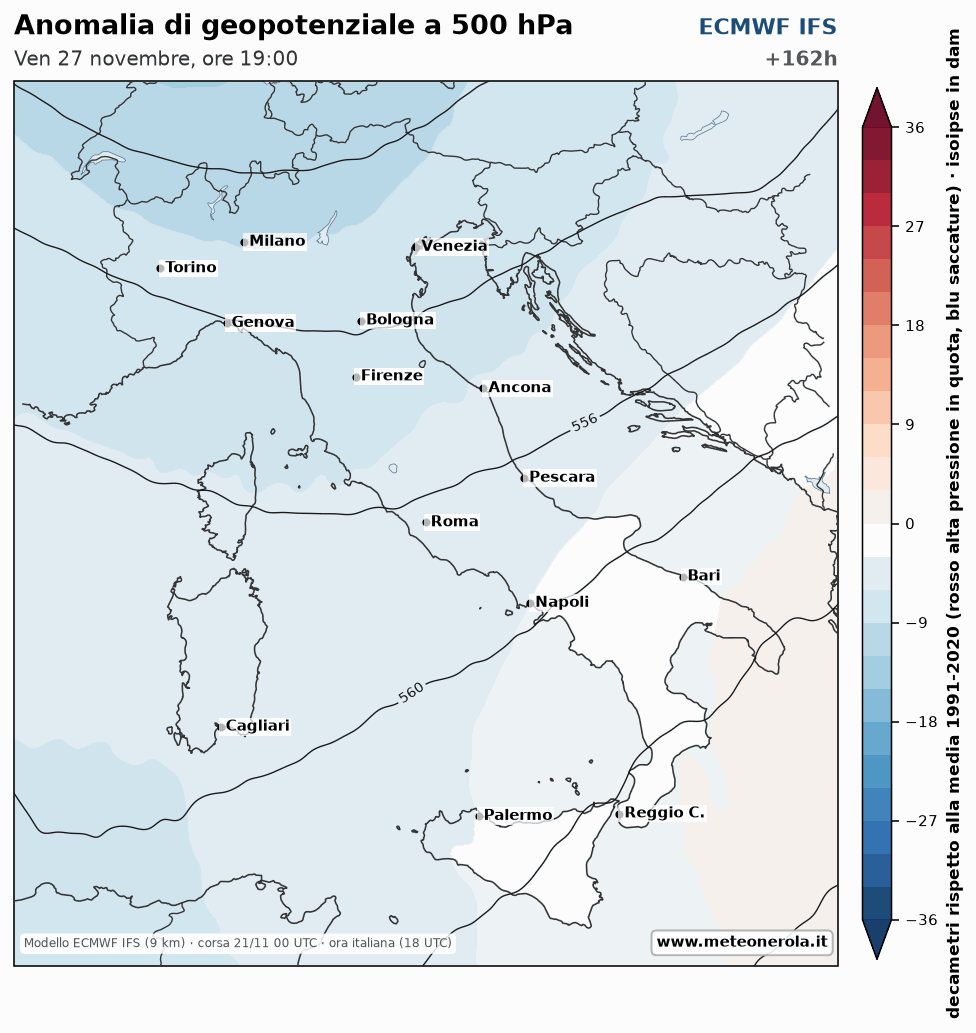 Anomalia di geopotenziale a 500 hPa
ECMWF IFS
Ven 27 novembre, ore 19:00
+162h
Milano
Venezia
Torino
Genova
Bologna
Firenze
Ancona
556
Pescara
Roma
Bari
Napoli
560
Cagliari
Palermo
Reggio C.
Modello ECMWF IFS (9 km) · corsa 21/11 00 UTC · ora italiana (18 UTC)
www.meteonerola.it
36
27
18
9
0
−9
−18
−27
−36
decametri rispetto alla media 1991-2020 (rosso alta pressione in quota, blu saccature) · isoipse in dam